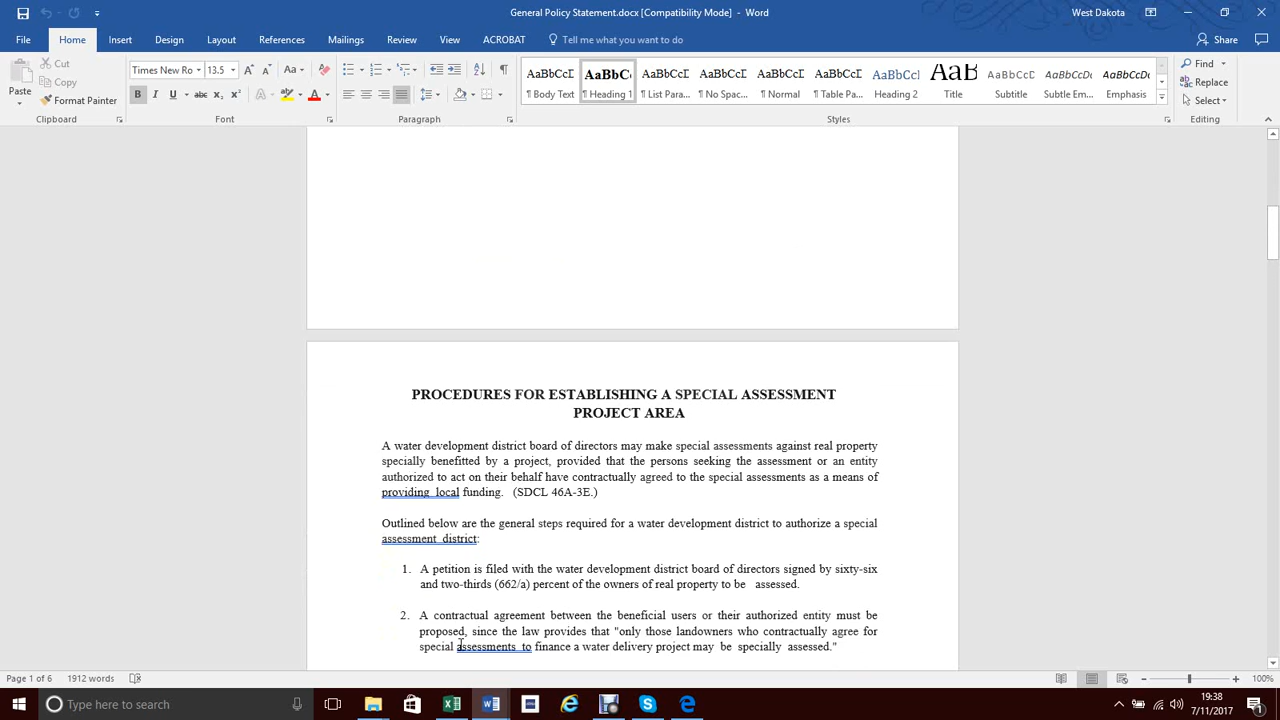 General Policy Statement.docx [Compatibility Mode] - Word
West Dakota
File Home Insert Design Layout References Mailings Review View ACROBAT Tell me what you want to do Share
Cut
Copy
Format Painter
Paste
Clipboard
Times New Ro 13.5
Font
Paragraph
AaBbCcI AaBbC AaBbCcI AaBbCcI AaBbCcI AaBbCcI AaBbCcI AaB AaBbCcI AaBbCcDı AaBbCcDı
¶ Body Text ¶ Heading 1 ¶ List Para... ¶ No Spac... ¶ Normal ¶ Table Pa... Heading 2 Title Subtitle Subtle Em... Emphasis
Styles
Find
Replace
Select
Editing
PROCEDURES FOR ESTABLISHING A SPECIAL ASSESSMENT
PROJECT AREA
A water development district board of directors may make special assessments against real property
specially benefitted by a project, provided that the persons seeking the assessment or an entity
authorized to act on their behalf have contractually agreed to the special assessments as a means of
providing local funding. (SDCL 46A-3E.)
Outlined below are the general steps required for a water development district to authorize a special
assessment district:
1. A petition is filed with the water development district board of directors signed by sixty-six
and two-thirds (662/a) percent of the owners of real property to be assessed.
2. A contractual agreement between the beneficial users or their authorized entity must be
proposed, since the law provides that "only those landowners who contractually agree for
special assessments to finance a water delivery project may be specially assessed."
Page 1 of 6 1912 words 100%
Type here to search
19:38
7/11/2017